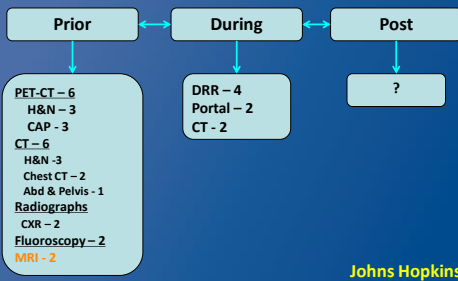 Prior
During
Post
PET-CT – 6
H&N – 3
CAP - 3
CT – 6
H&N -3
Chest CT – 2
Abd & Pelvis - 1
Radiographs
CXR – 2
Fluoroscopy – 2
MRI - 2
DRR – 4
Portal – 2
CT - 2
?
Johns Hopkins